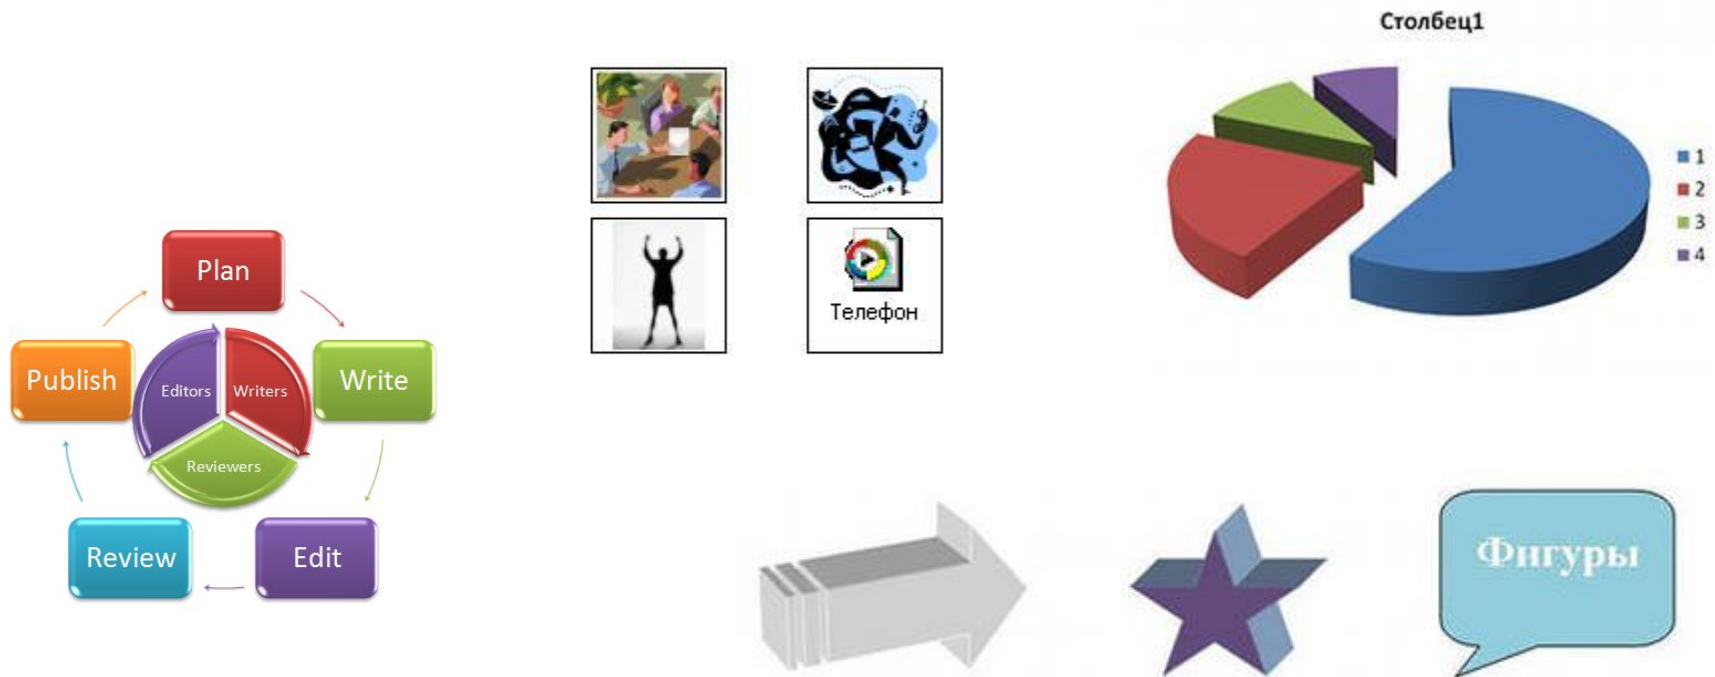 Plan
Publish
Write
Editors
Writers
Reviewers
Review
Edit
Телефон
Столбец1
1
2
3
4
Фигуры